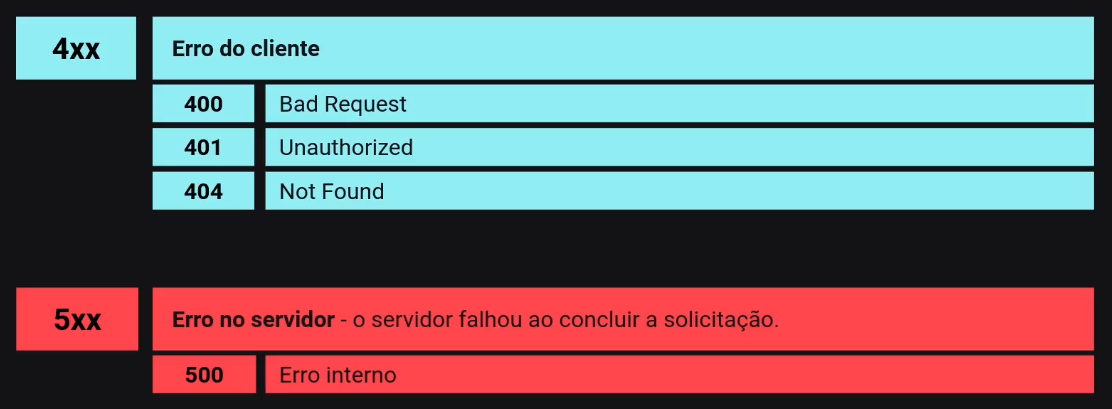 4xx Erro do cliente
400 Bad Request
401 Unauthorized
404 Not Found
5xx Erro no servidor - o servidor falhou ao concluir a solicitação.
500 Erro interno